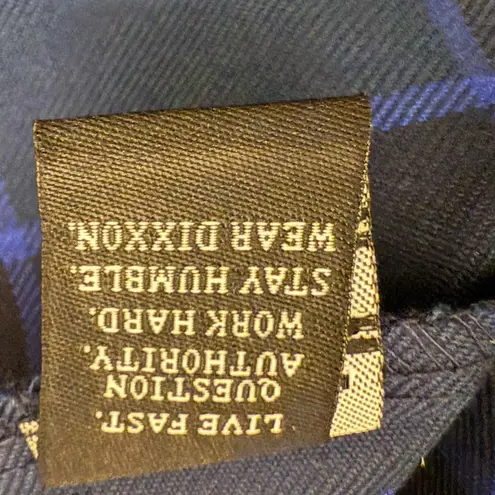 LIVE FAST.
QUESTION
AUTHORITY.
WORK HARD.
STAY HUMBLE.
WEAR DIXXON.